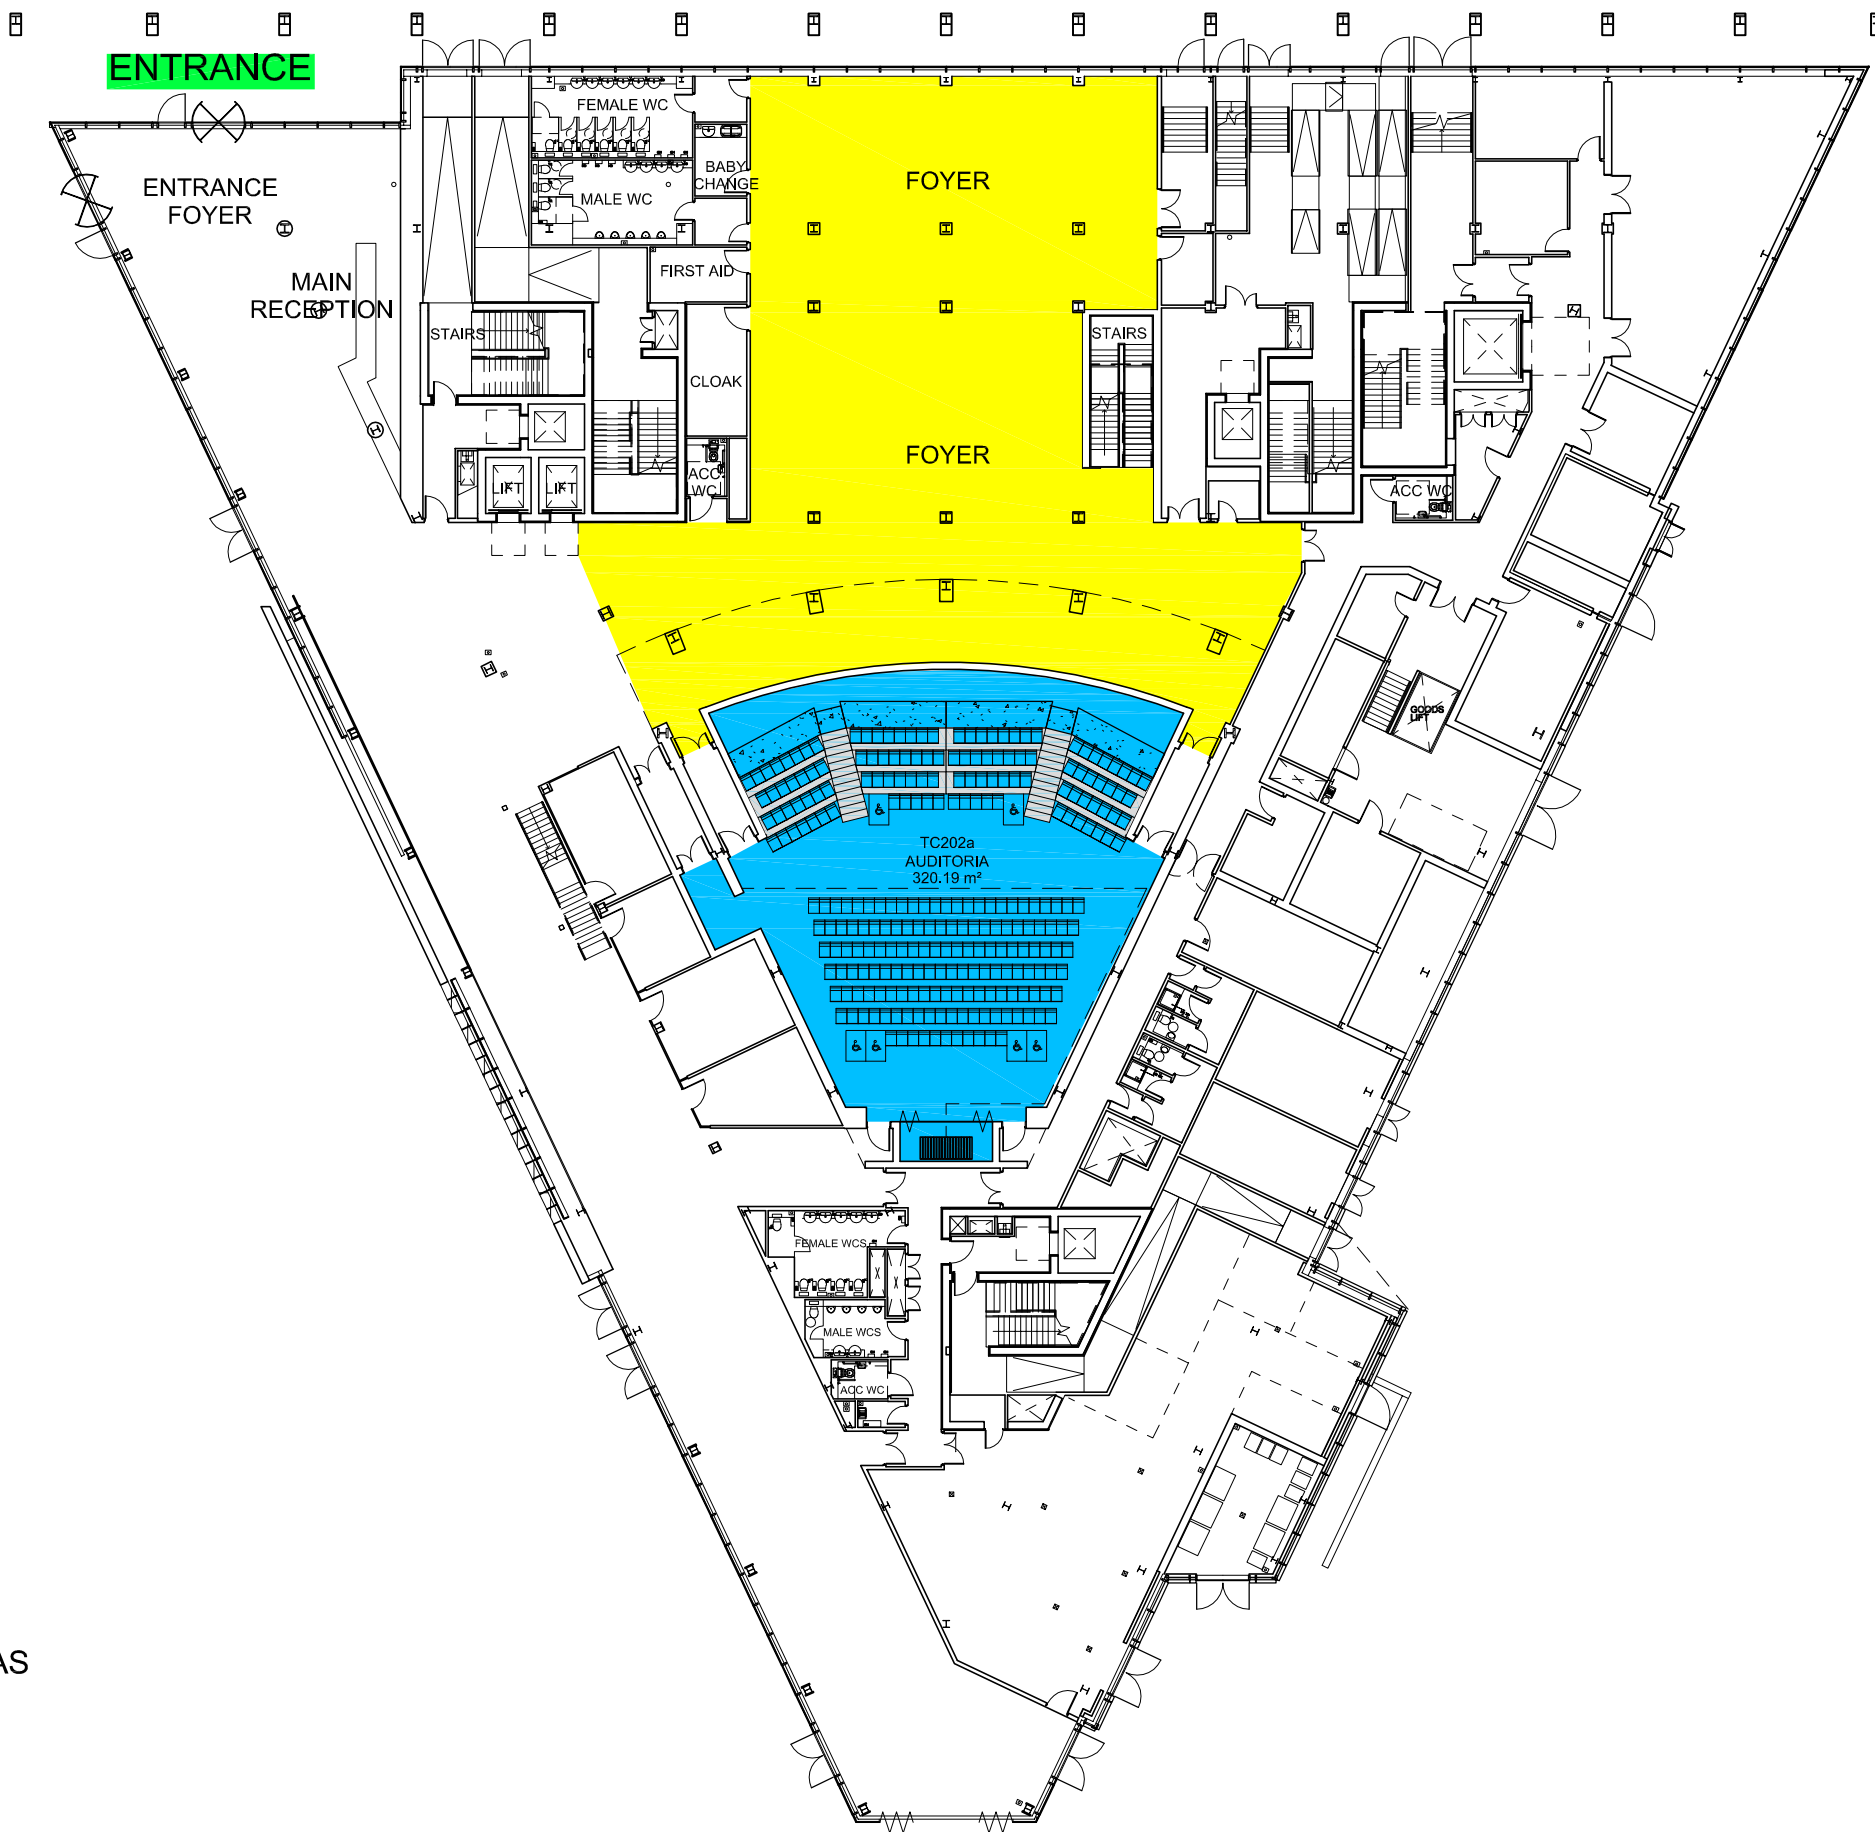 ENTRANCE
FEMALE WC
BABY
CHANGE
MALE WC
ENTRANCE
FOYER
FOYER
FIRST AID
MAIN
RECEPTION
STAIRS
STAIRS
CLOAK
FOYER
ACC
WC
LIFT
LIFT
ACC WC
GOODS
LIFT
TC202a
AUDITORIA
320.19 m²
FEMALE WCS
MALE WCS
ACC WC
AS